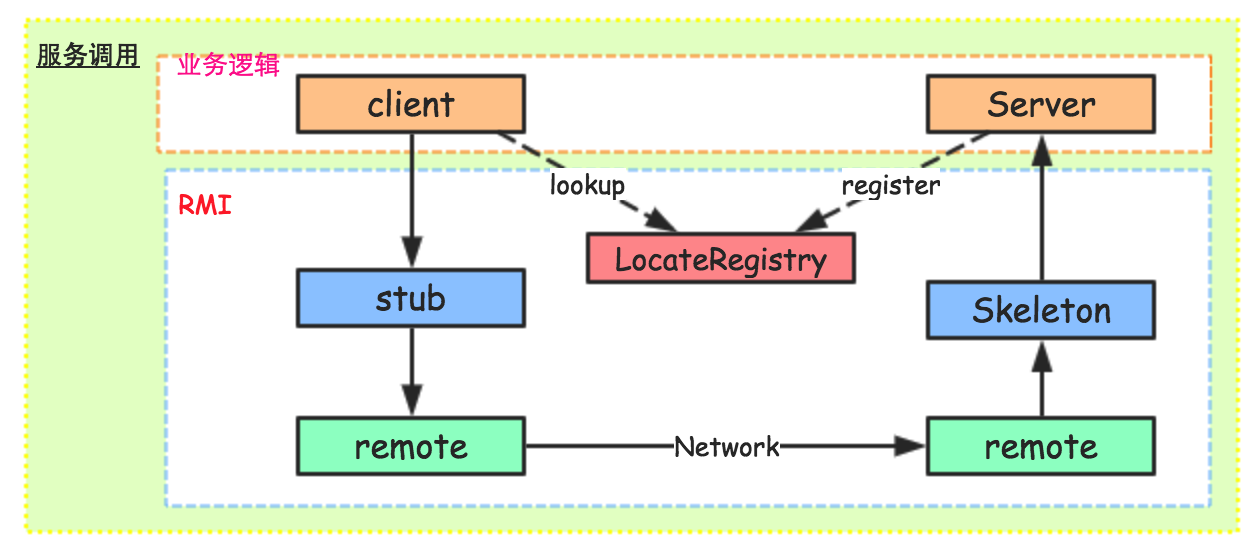 服务调用
业务逻辑
client
Server
lookup
register
RMI
LocateRegistry
stub
Skeleton
remote
Network
remote